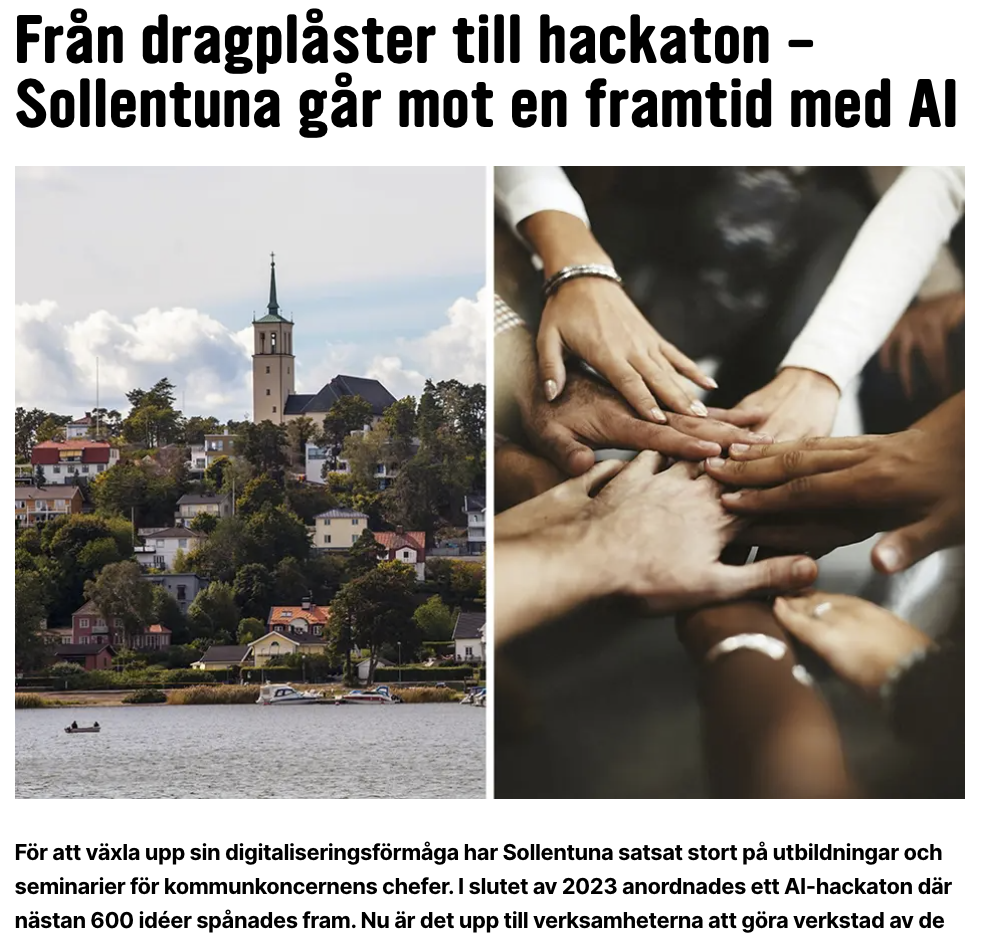 Från dragplåster till hackaton –
Sollentuna går mot en framtid med AI
För att växla upp sin digitaliseringsförmåga har Sollentuna satsat stort på utbildningar och
seminarier för kommunkoncernens chefer. I slutet av 2023 anordnades ett AI-hackaton där
nästan 600 idéer spånades fram. Nu är det upp till verksamheterna att göra verkstad av de